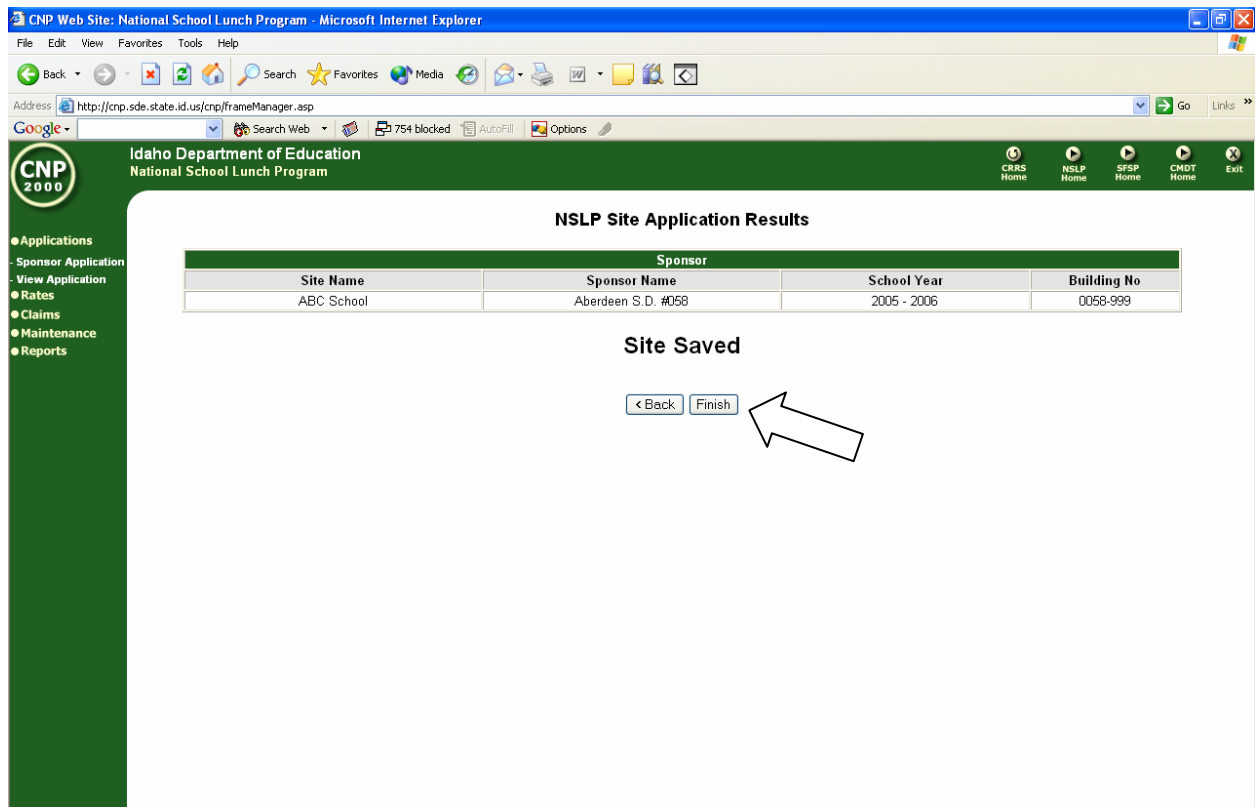 CNP Web Site: National School Lunch Program - Microsoft Internet Explorer
File Edit View Favorites Tools Help
Back Search Favorites Media
Address http://cnp.sde.state.id.us/cnp/frameManager.asp Go Links »
Google Search Web 754 blocked AutoFill Options
CNP
2000
Idaho Department of Education
National School Lunch Program
CRRS
Home
NSLP
Home
SFSP
Home
CMDT
Home
Exit
Applications
- Sponsor Application
- View Application
Rates
Claims
Maintenance
Reports
NSLP Site Application Results
Sponsor
Site Name Sponsor Name School Year Building No
ABC School Aberdeen S.D. #058 2005 - 2006 0058-999
Site Saved
< Back Finish